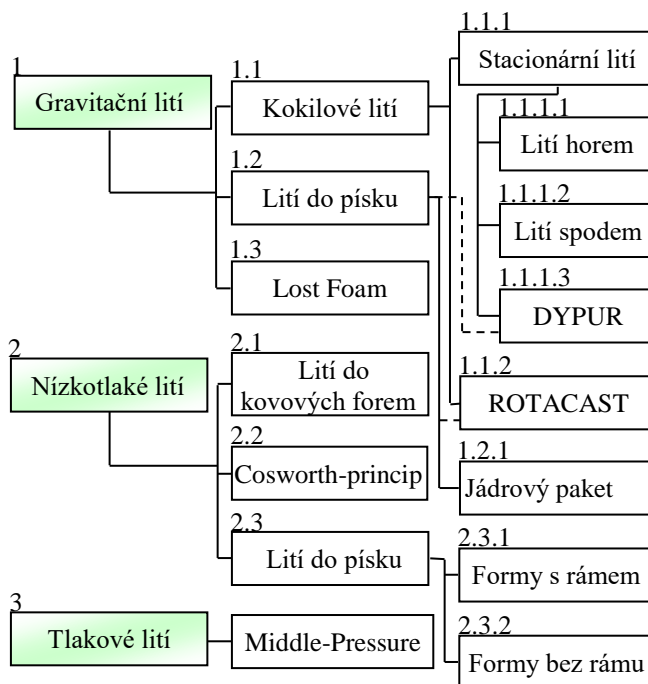 1
Gravitační lití
1.1
Kokilové lití
1.1.1
Stacionární lití
1.1.1.1
Lití horem
1.1.1.2
Lití spodem
1.1.1.3
DYPUR
1.1.2
ROTACAST
1.2
Lití do písku
1.2.1
Jádrový paket
1.3
Lost Foam
2
Nízkotlaké lití
2.1
Lití do
kovových forem
2.2
Cosworth-princip
2.3
Lití do písku
2.3.1
Formy s rámem
2.3.2
Formy bez rámu
3
Tlakové lití
Middle-Pressure